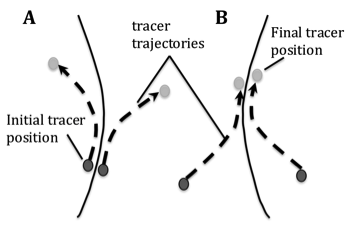 A
tracer
trajectories
B
Final tracer
position
Initial tracer
position